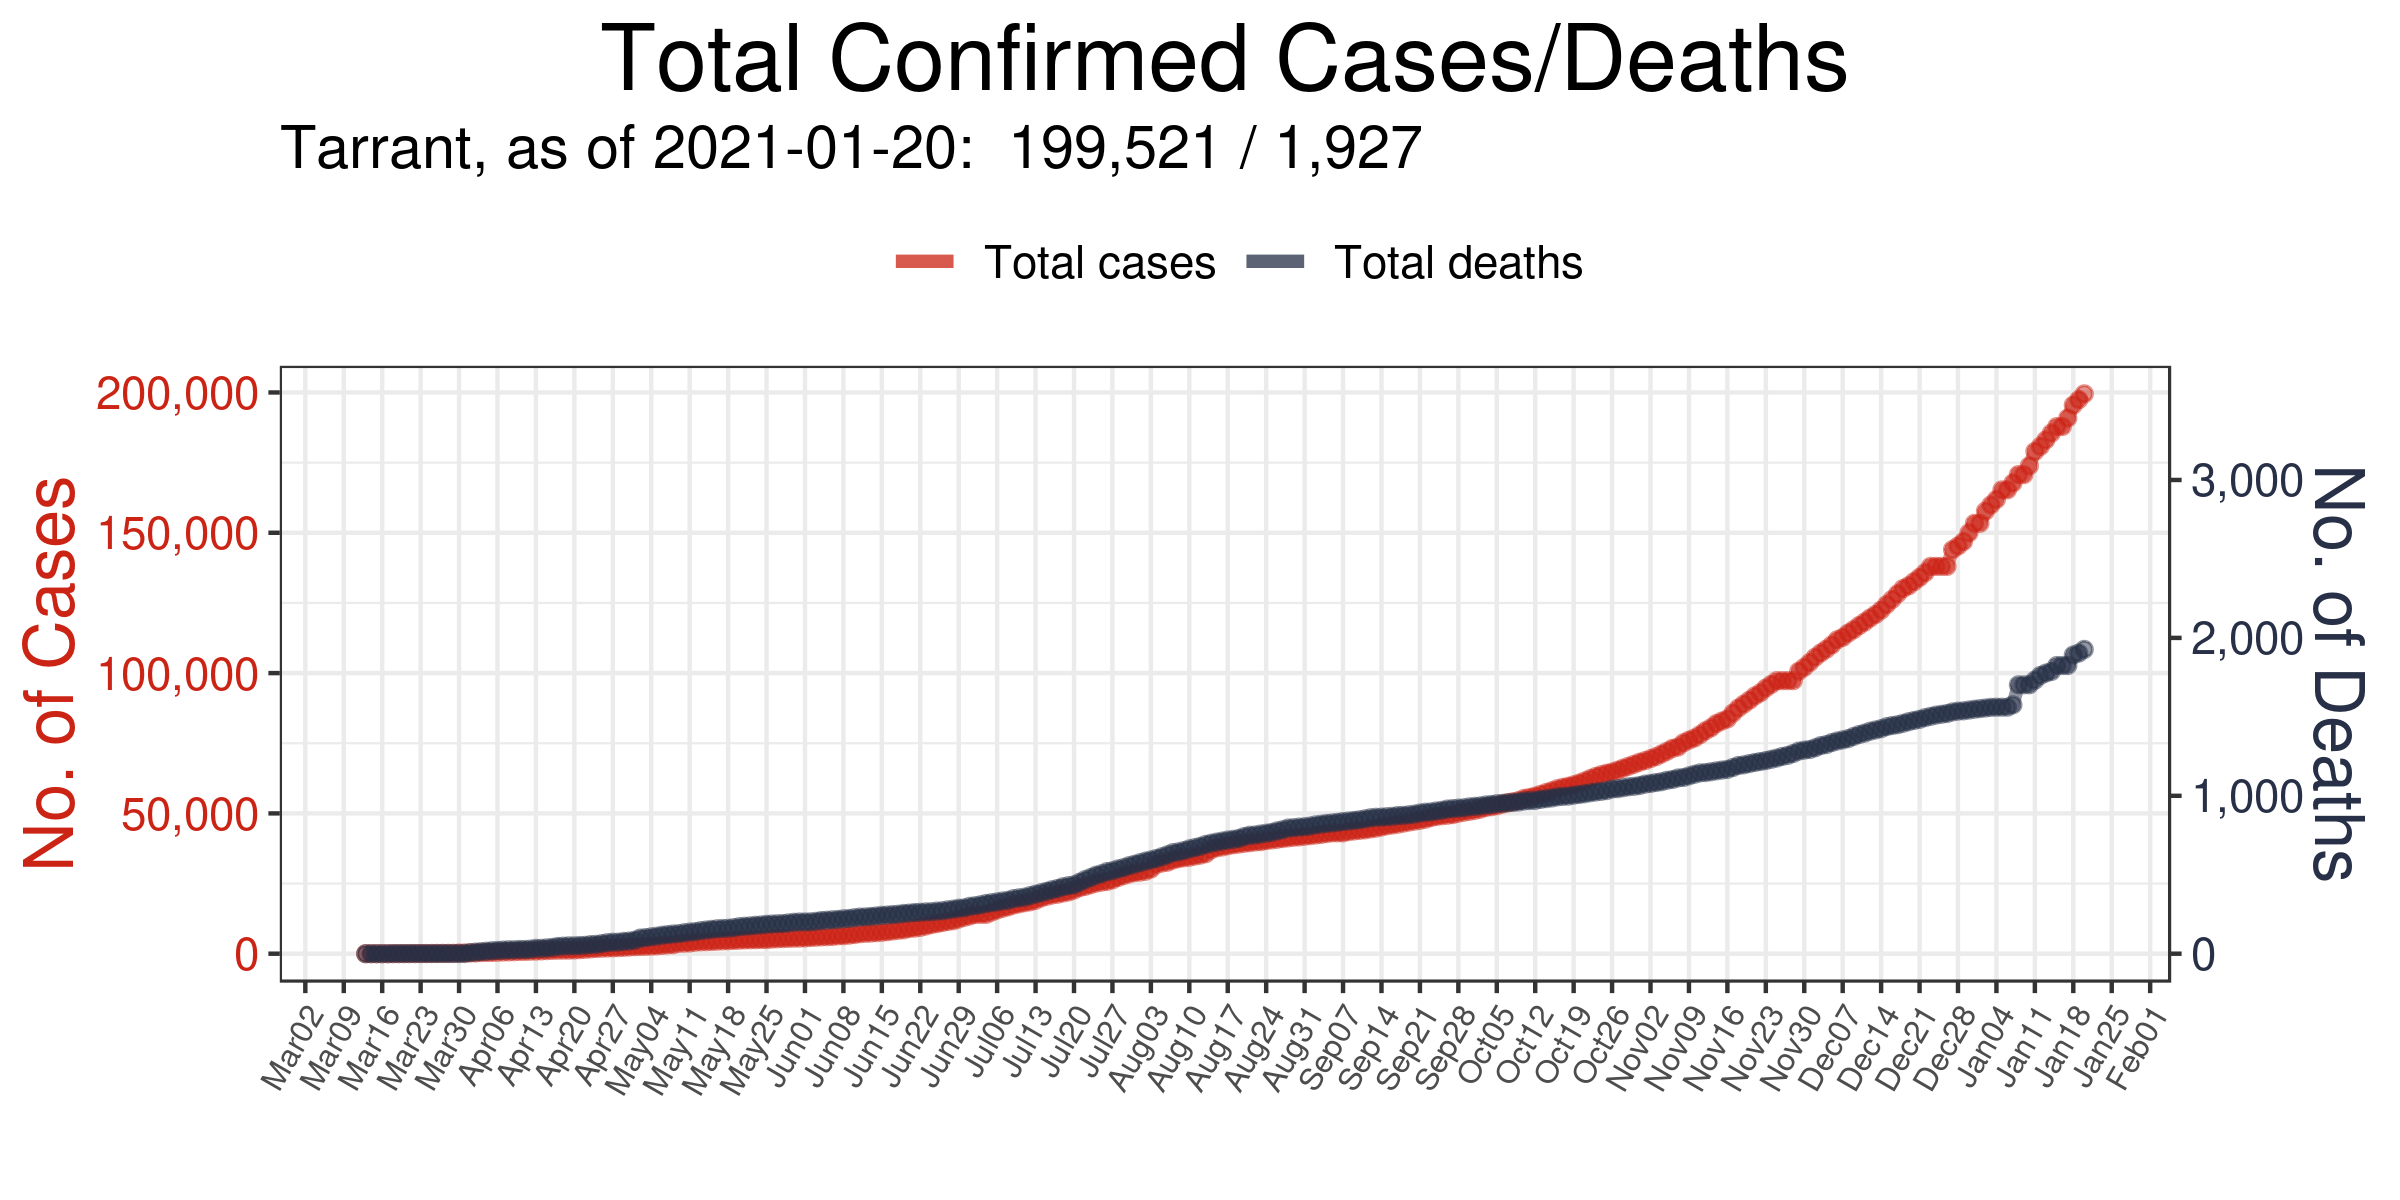 Total Confirmed Cases/Deaths
Tarrant, as of 2021-01-20:  199,521 / 1,927
Total cases
Total deaths
No. of Cases
200,000
150,000
100,000
50,000
0
3,000
2,000
1,000
0
No. of Deaths
Mar02
Mar09
Mar16
Mar23
Mar30
Apr06
Apr13
Apr20
Apr27
May04
May11
May18
May25
Jun01
Jun08
Jun15
Jun22
Jun29
Jul06
Jul13
Jul20
Jul27
Aug03
Aug10
Aug17
Aug24
Aug31
Sep07
Sep14
Sep21
Sep28
Oct05
Oct12
Oct19
Oct26
Nov02
Nov09
Nov16
Nov23
Nov30
Dec07
Dec14
Dec21
Dec28
Jan04
Jan11
Jan18
Jan25
Feb01